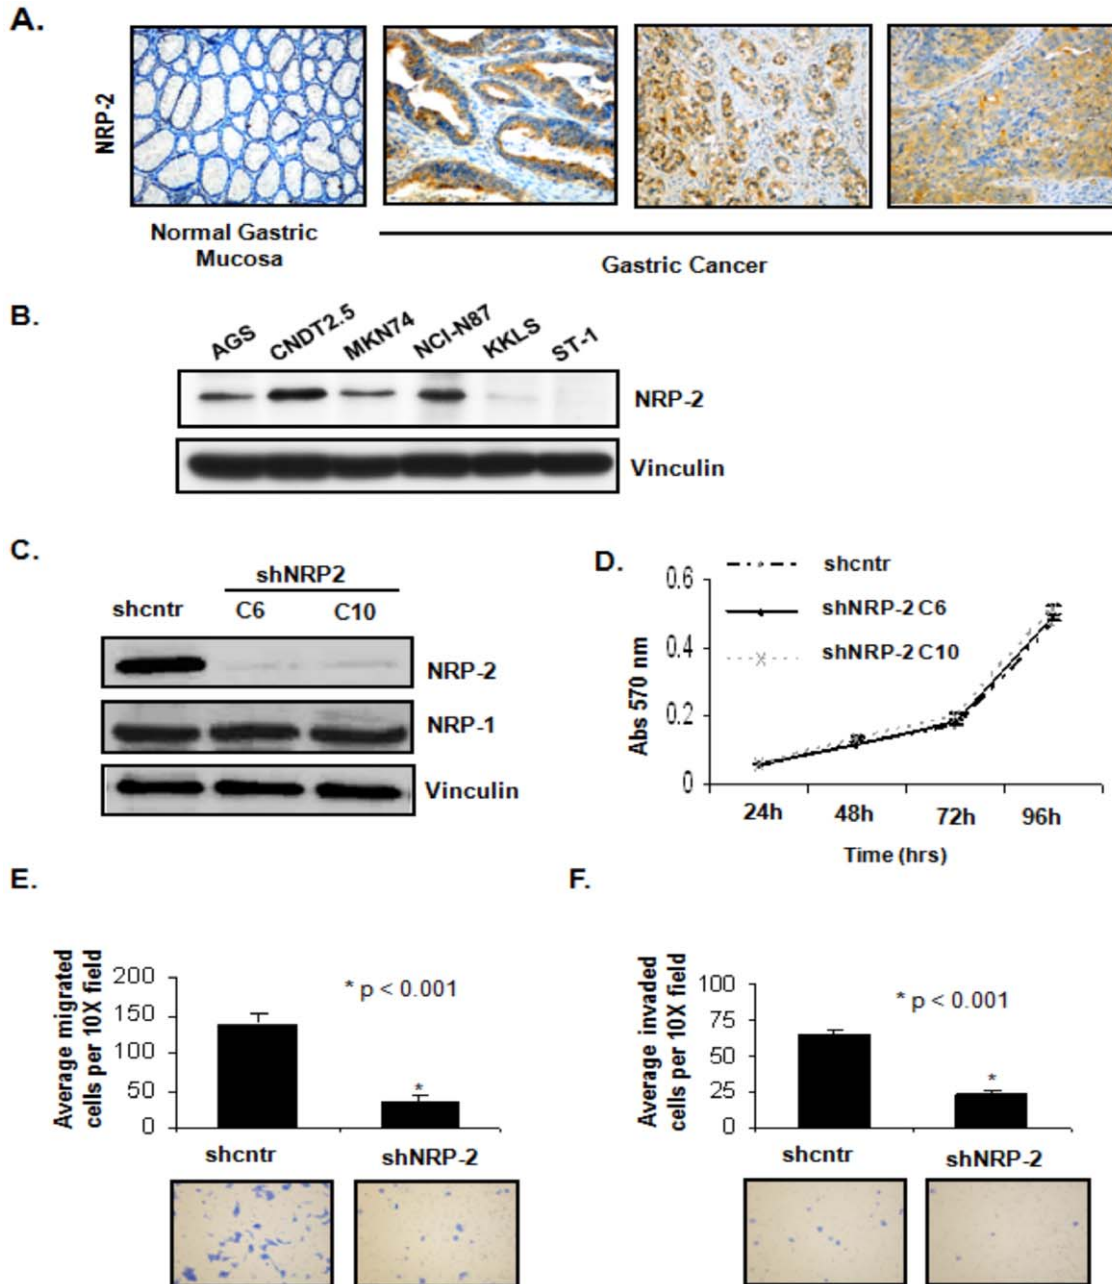 A.
NRP-2
Normal Gastric
Mucosa
Gastric Cancer
B.
AGS CNDT2.5 MKN74 NCI-N87 KKLS ST-1
NRP-2
Vinculin
C.
shNRP2
shcntr C6 C10
NRP-2
NRP-1
Vinculin
D.
shcntr
shNRP-2 C6
shNRP-2 C10
Abs 570 nm
0.6
0.4
0.2
0
24h 48h 72h 96h
Time (hrs)
E.
Average migrated
cells per 10X field
200
150
100
50
0
* p < 0.001
*
shcntr shNRP-2
F.
Average invaded
cells per 10X field
100
75
50
25
0
* p < 0.001
*
shcntr shNRP-2